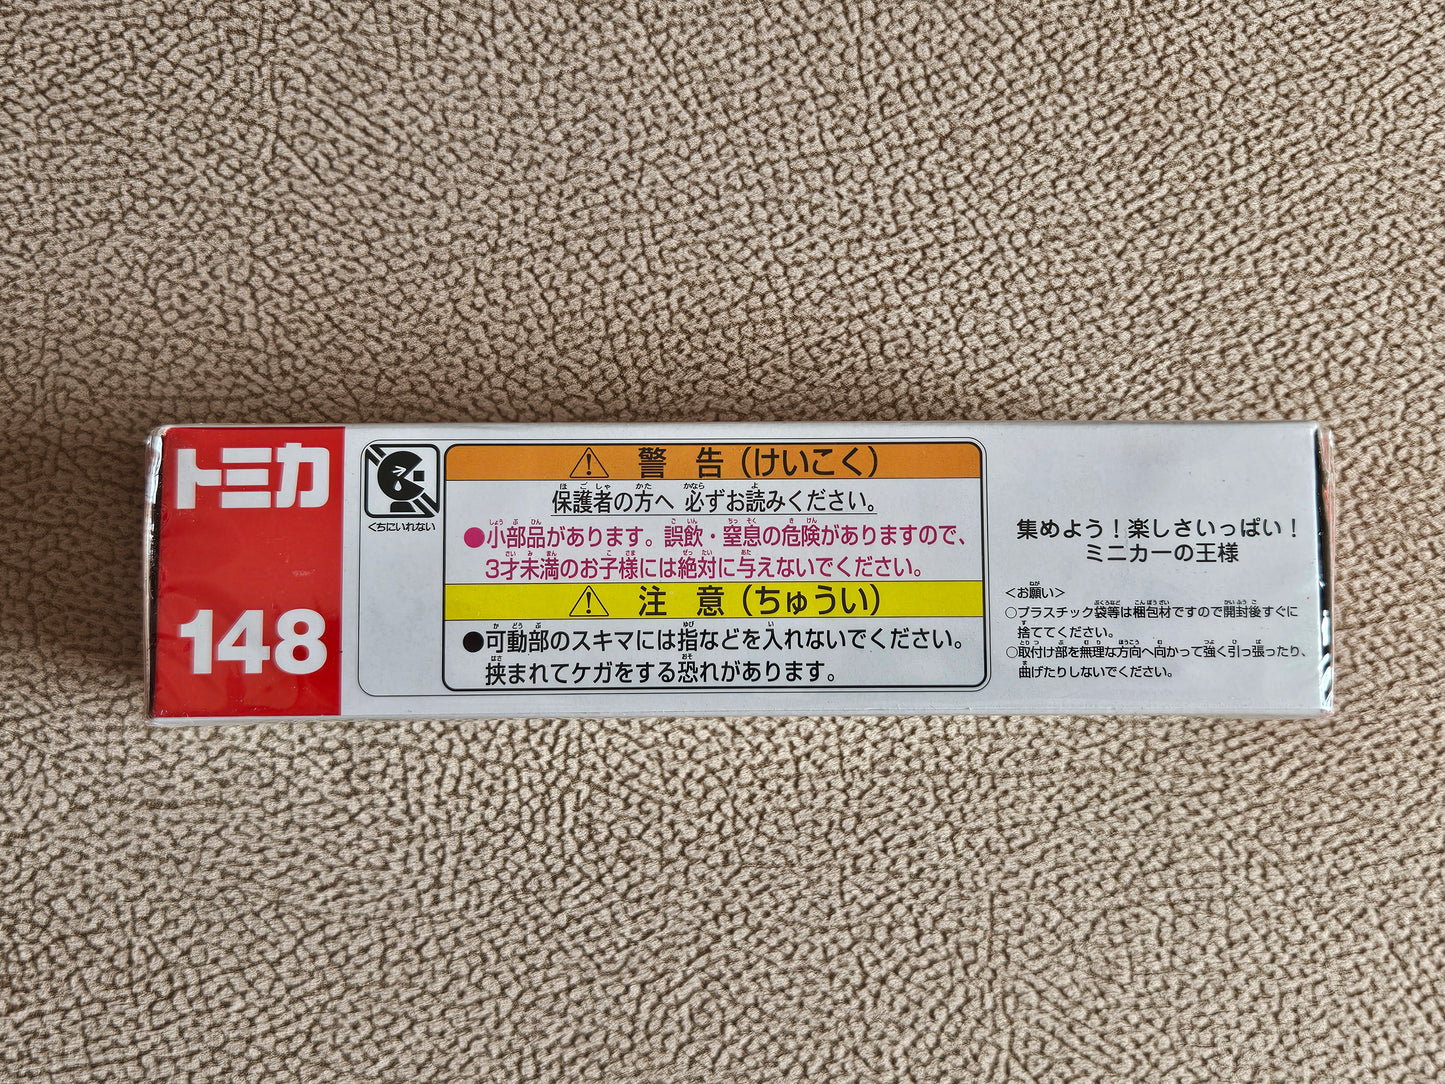 トミカ
148
くちにいれない
警告（けいこく）
保護者の方へ 必ずお読みください。
●小部品があります。誤飲・窒息の危険がありますので、
3才未満のお子様には絶対に与えないでください。
注意（ちゅうい）
●可動部のスキマには指などを入れないでください。
挟まれてケガをする恐れがあります。
集めよう！楽しさいっぱい！
ミニカーの王様
＜お願い＞
○プラスチック袋等は梱包材ですので開封後すぐに
捨ててください。
○取付け部を無理な方向へ向かって強く引っ張ったり、
曲げたりしないでください。